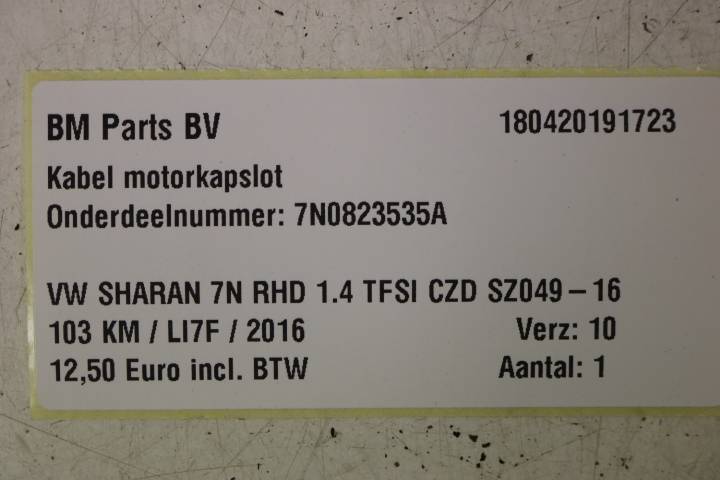 BM Parts BV 180420191723
Kabel motorkapslot
Onderdeelnummer: 7N0823535A
VW SHARAN 7N RHD 1.4 TFSI CZD SZ049 – 16
103 KM / LI7F / 2016 Verz: 10
12,50 Euro incl. BTW Aantal: 1